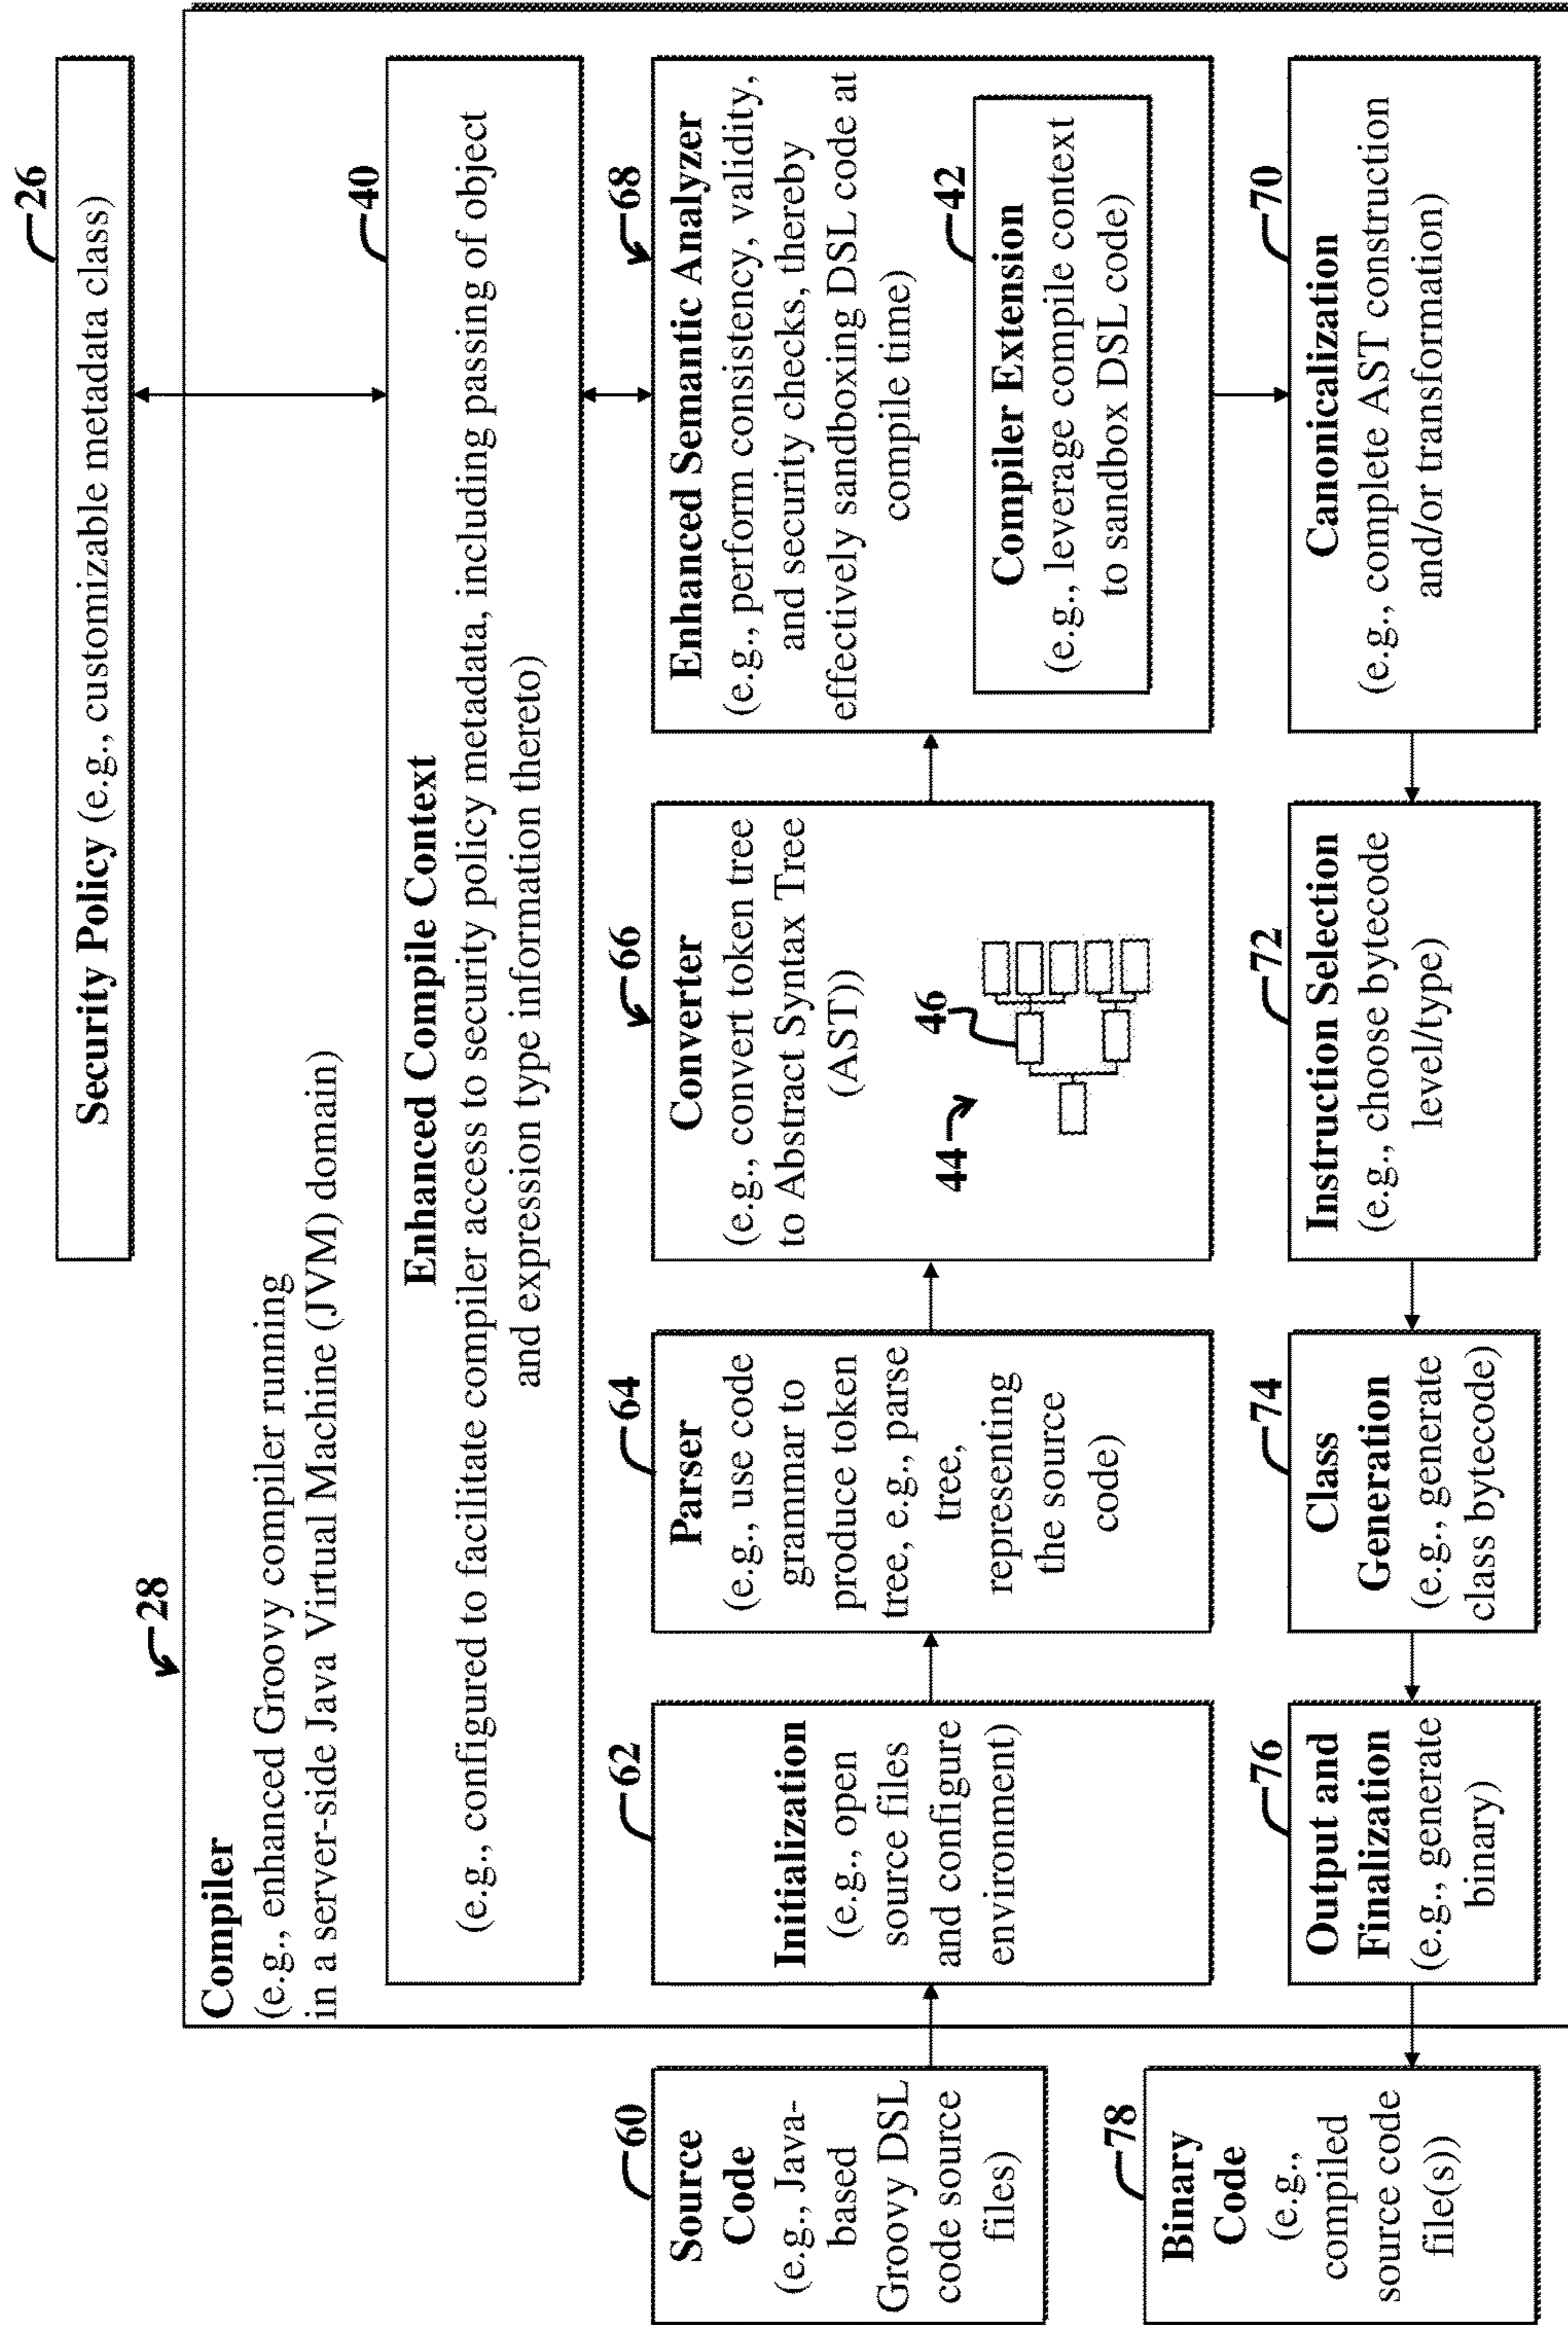 26
Security Policy (e.g., customizable metadata class)
28
Compiler
(e.g., enhanced Groovy compiler running
in a server-side Java Virtual Machine (JVM) domain)
40
Enhanced Compile Context
(e.g., configured to facilitate compiler access to security policy metadata, including passing of object
and expression type information thereto)
60
Source
Code
(e.g., Java-
based
Groovy DSL
code source
files)
62
Initialization
(e.g., open
source files
and configure
environment)
64
Parser
(e.g., use code
grammar to
produce token
tree, e.g., parse
tree,
representing
the source
code)
66
Converter
(e.g., convert token tree
to Abstract Syntax Tree
(AST))
44
46
68
Enhanced Semantic Analyzer
(e.g., perform consistency, validity,
and security checks, thereby
effectively sandboxing DSL code at
compile time)
42
Compiler Extension
(e.g., leverage compile context
to sandbox DSL code)
70
Canonicalization
(e.g., complete AST construction
and/or transformation)
72
Instruction Selection
(e.g., choose bytecode
level/type)
74
Class
Generation
(e.g., generate
class bytecode)
76
Output and
Finalization
(e.g., generate
binary)
78
Binary
Code
(e.g.,
compiled
source code
file(s))